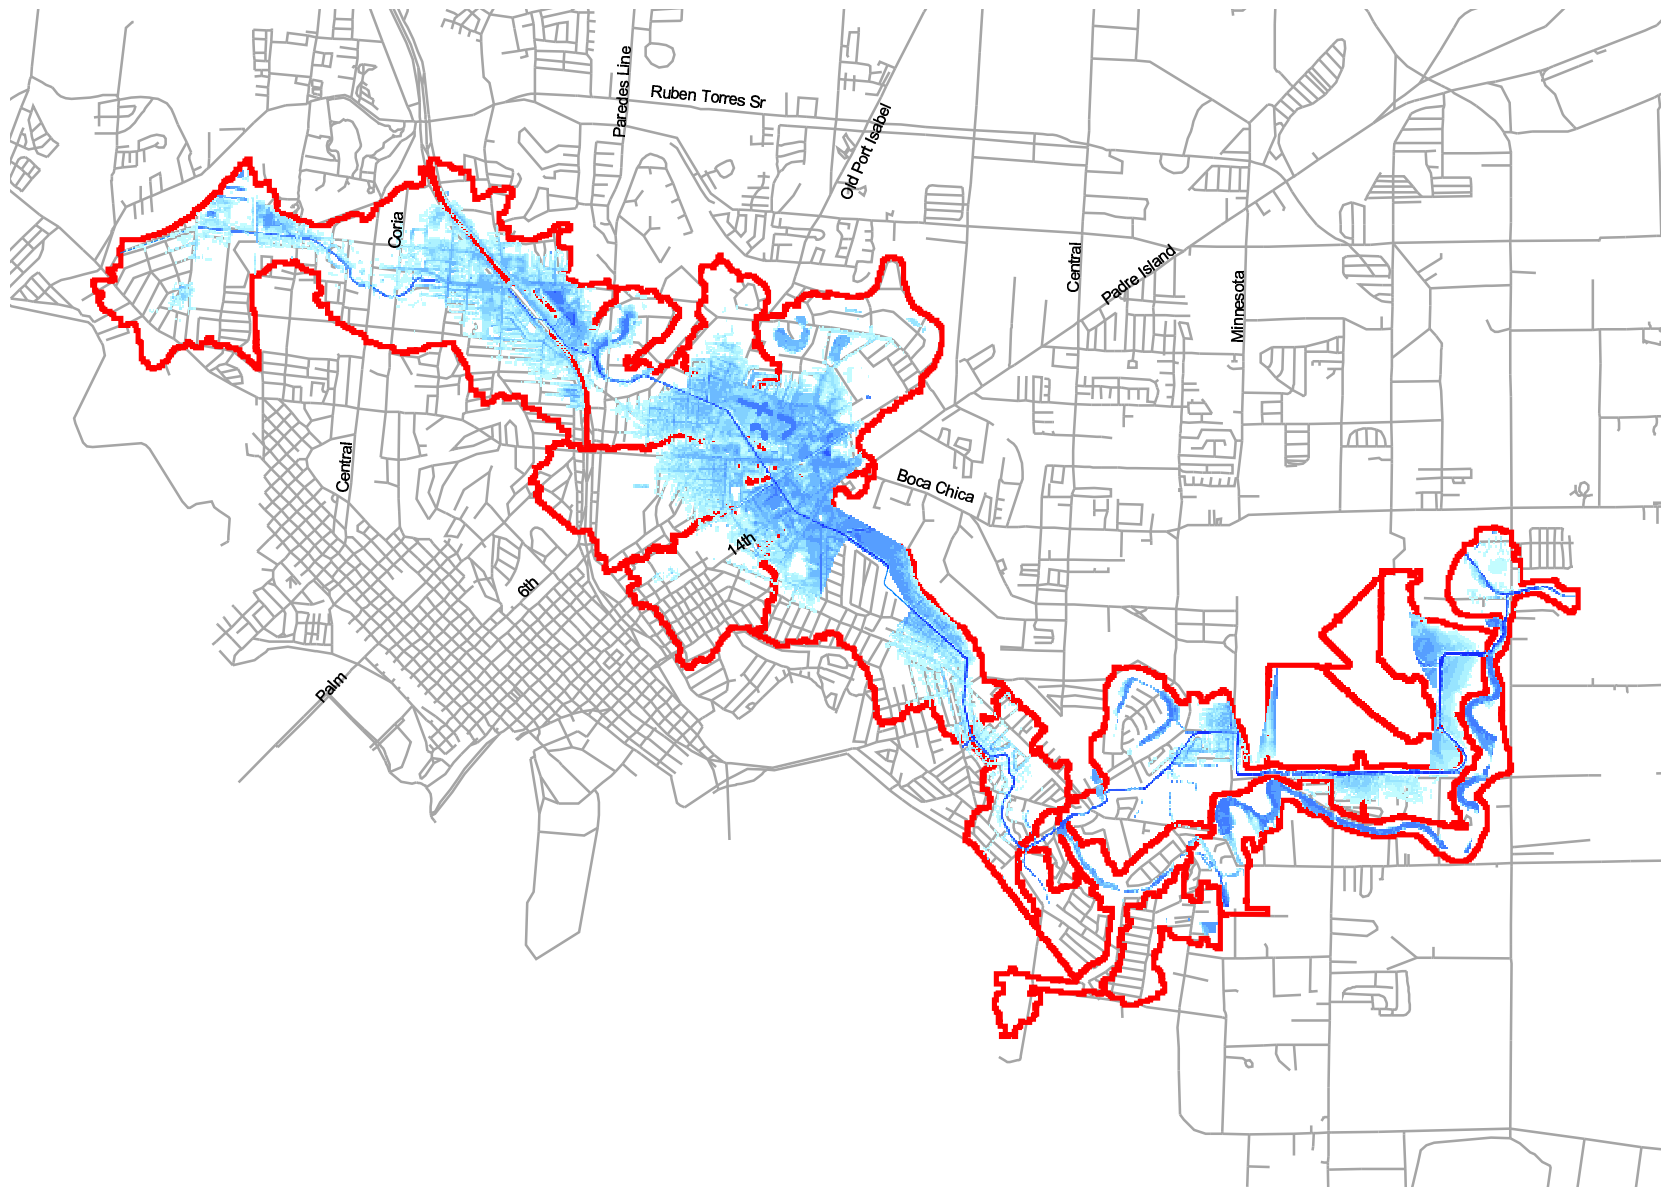 Paredes Line
Ruben Torres Sr
Old Port Isabel
Coria
Central
Padre Island
Minnesota
Central
Boca Chica
14th
6th
Palm